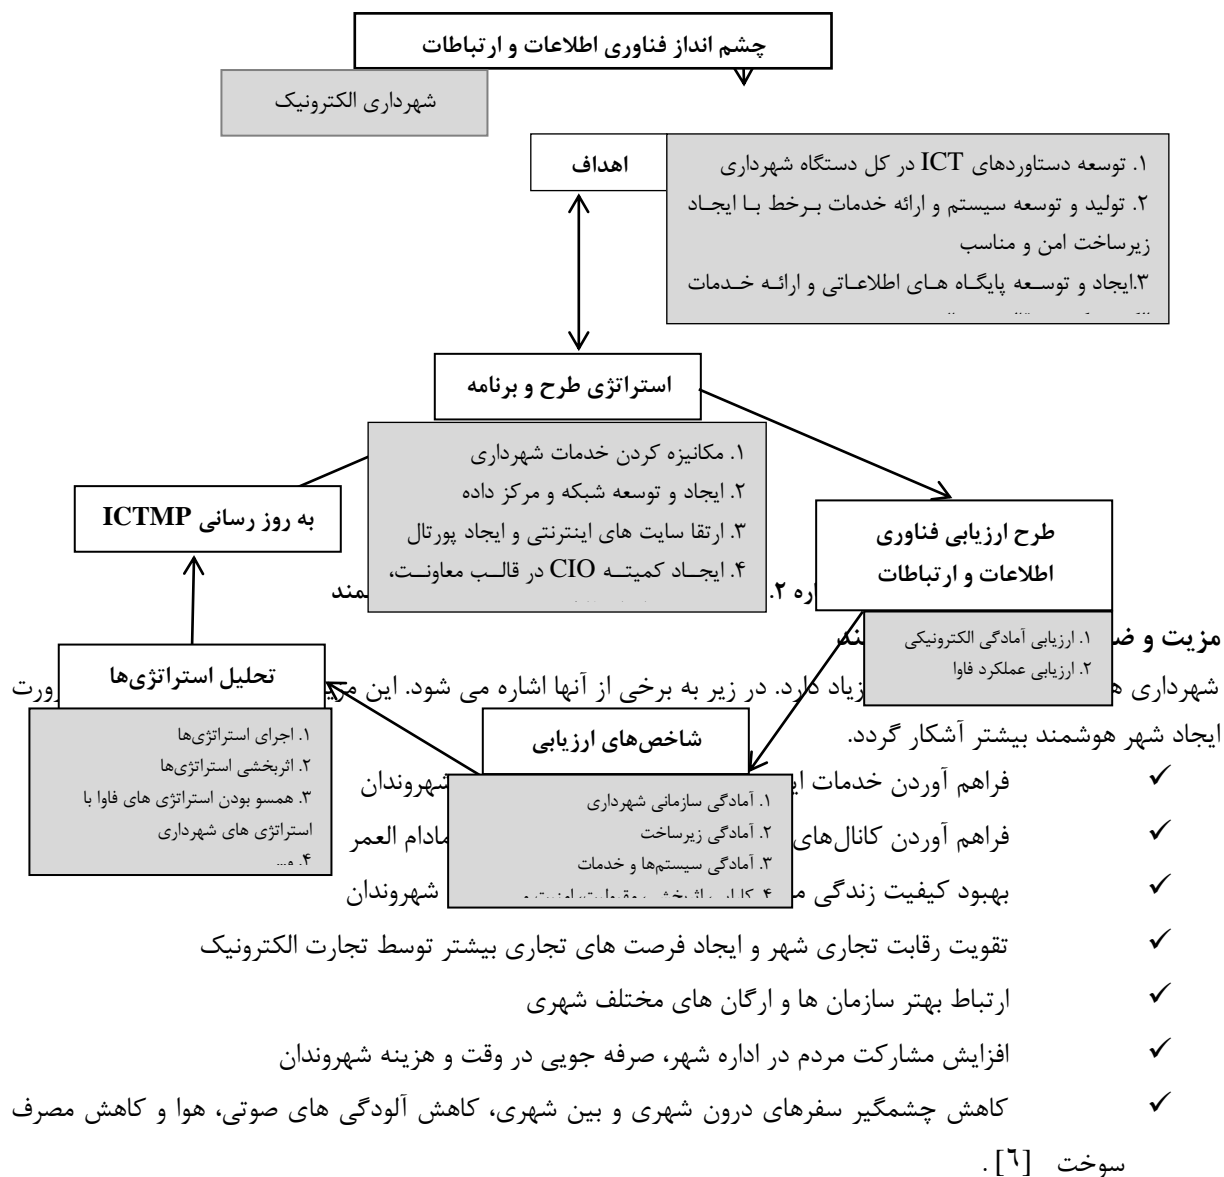 چشم انداز فناوری اطلاعات و ارتباطات
شهرداری الکترونیک
اهداف
۱. توسعه دستاوردهای ICT در کل دستگاه شهرداری
۲. تولید و توسعه سیستم و ارائه خدمات برخط با ایجاد
زیرساخت امن و مناسب
۳.ایجاد و توسعه پایگاه های اطلاعاتی و ارائه خدمات
استراتژی طرح و برنامه
۱. مکانیزه کردن خدمات شهرداری
۲. ایجاد و توسعه شبکه و مرکز داده
۳. ارتقا سایت های اینترنتی و ایجاد پورتال
۴. ایجاد کمیته CIO در قالب معاونت،
به روز رسانی ICTMP
طرح ارزیابی فناوری
اطلاعات و ارتباطات
۱. ارزیابی آمادگی الکترونیکی
۲. ارزیابی عملکرد فاوا
شاخص‌های ارزیابی
۱. آمادگی سازمانی شهرداری
۲. آمادگی زیرساخت
۳. آمادگی سیستم‌ها و خدمات
تحلیل استراتژی‌ها
۱. اجرای استراتژی‌ها
۲. اثربخشی استراتژی‌ها
۳. همسو بودن استراتژی های فاوا با
استراتژی های شهرداری
۴. و...
۲.
مزیت و
شهرداری زیاد دارد. در زیر به برخی از آنها اشاره می شود. این
ایجاد شهر هوشمند بیشتر آشکار گردد.
✓ فراهم آوردن خدمات شهروندان
✓ فراهم آوردن کانال‌های مادام العمر
✓ بهبود کیفیت زندگی شهروندان
✓ تقویت رقابت تجاری شهر و ایجاد فرصت های تجاری بیشتر توسط تجارت الکترونیک
✓ ارتباط بهتر سازمان ها و ارگان های مختلف شهری
✓ افزایش مشارکت مردم در اداره شهر، صرفه جویی در وقت و هزینه شهروندان
✓ کاهش چشمگیر سفرهای درون شهری و بین شهری، کاهش آلودگی های صوتی، هوا و کاهش مصرف
سوخت [٦] .